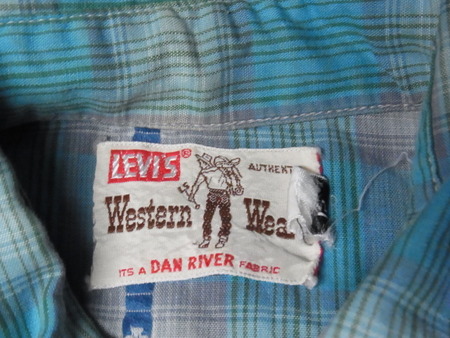 LEVI'S®
AUTHENT
Western Wea
ITS A DAN RIVER FABRIC